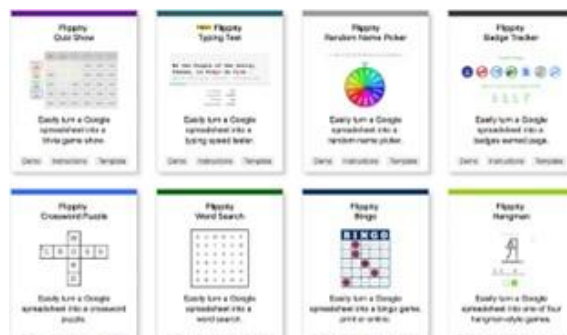 Flippity
Quiz Show
Easily turn a Google
spreadsheet into a
trivia game show.
Demo Instructions Template
Flippity
Typing Test
Easily turn a Google
spreadsheet into a
typing speed tester.
Demo Instructions Template
Flippity
Random Name Picker
Easily turn a Google
spreadsheet into a
random name picker.
Demo Instructions Template
Flippity
Badge Tracker
Easily turn a Google
spreadsheet into a
badges earned page.
Demo Instructions Template
Flippity
Crossword Puzzle
Easily turn a Google
spreadsheet into a crossword
puzzle.
Flippity
Word Search
Easily turn a Google
spreadsheet into a
word search.
Flippity
Bingo
BINGO
Easily turn a Google
spreadsheet into a bingo game,
print or online.
Flippity
Hangman
Easily turn a Google
spreadsheet into one of four
hangman-style games.